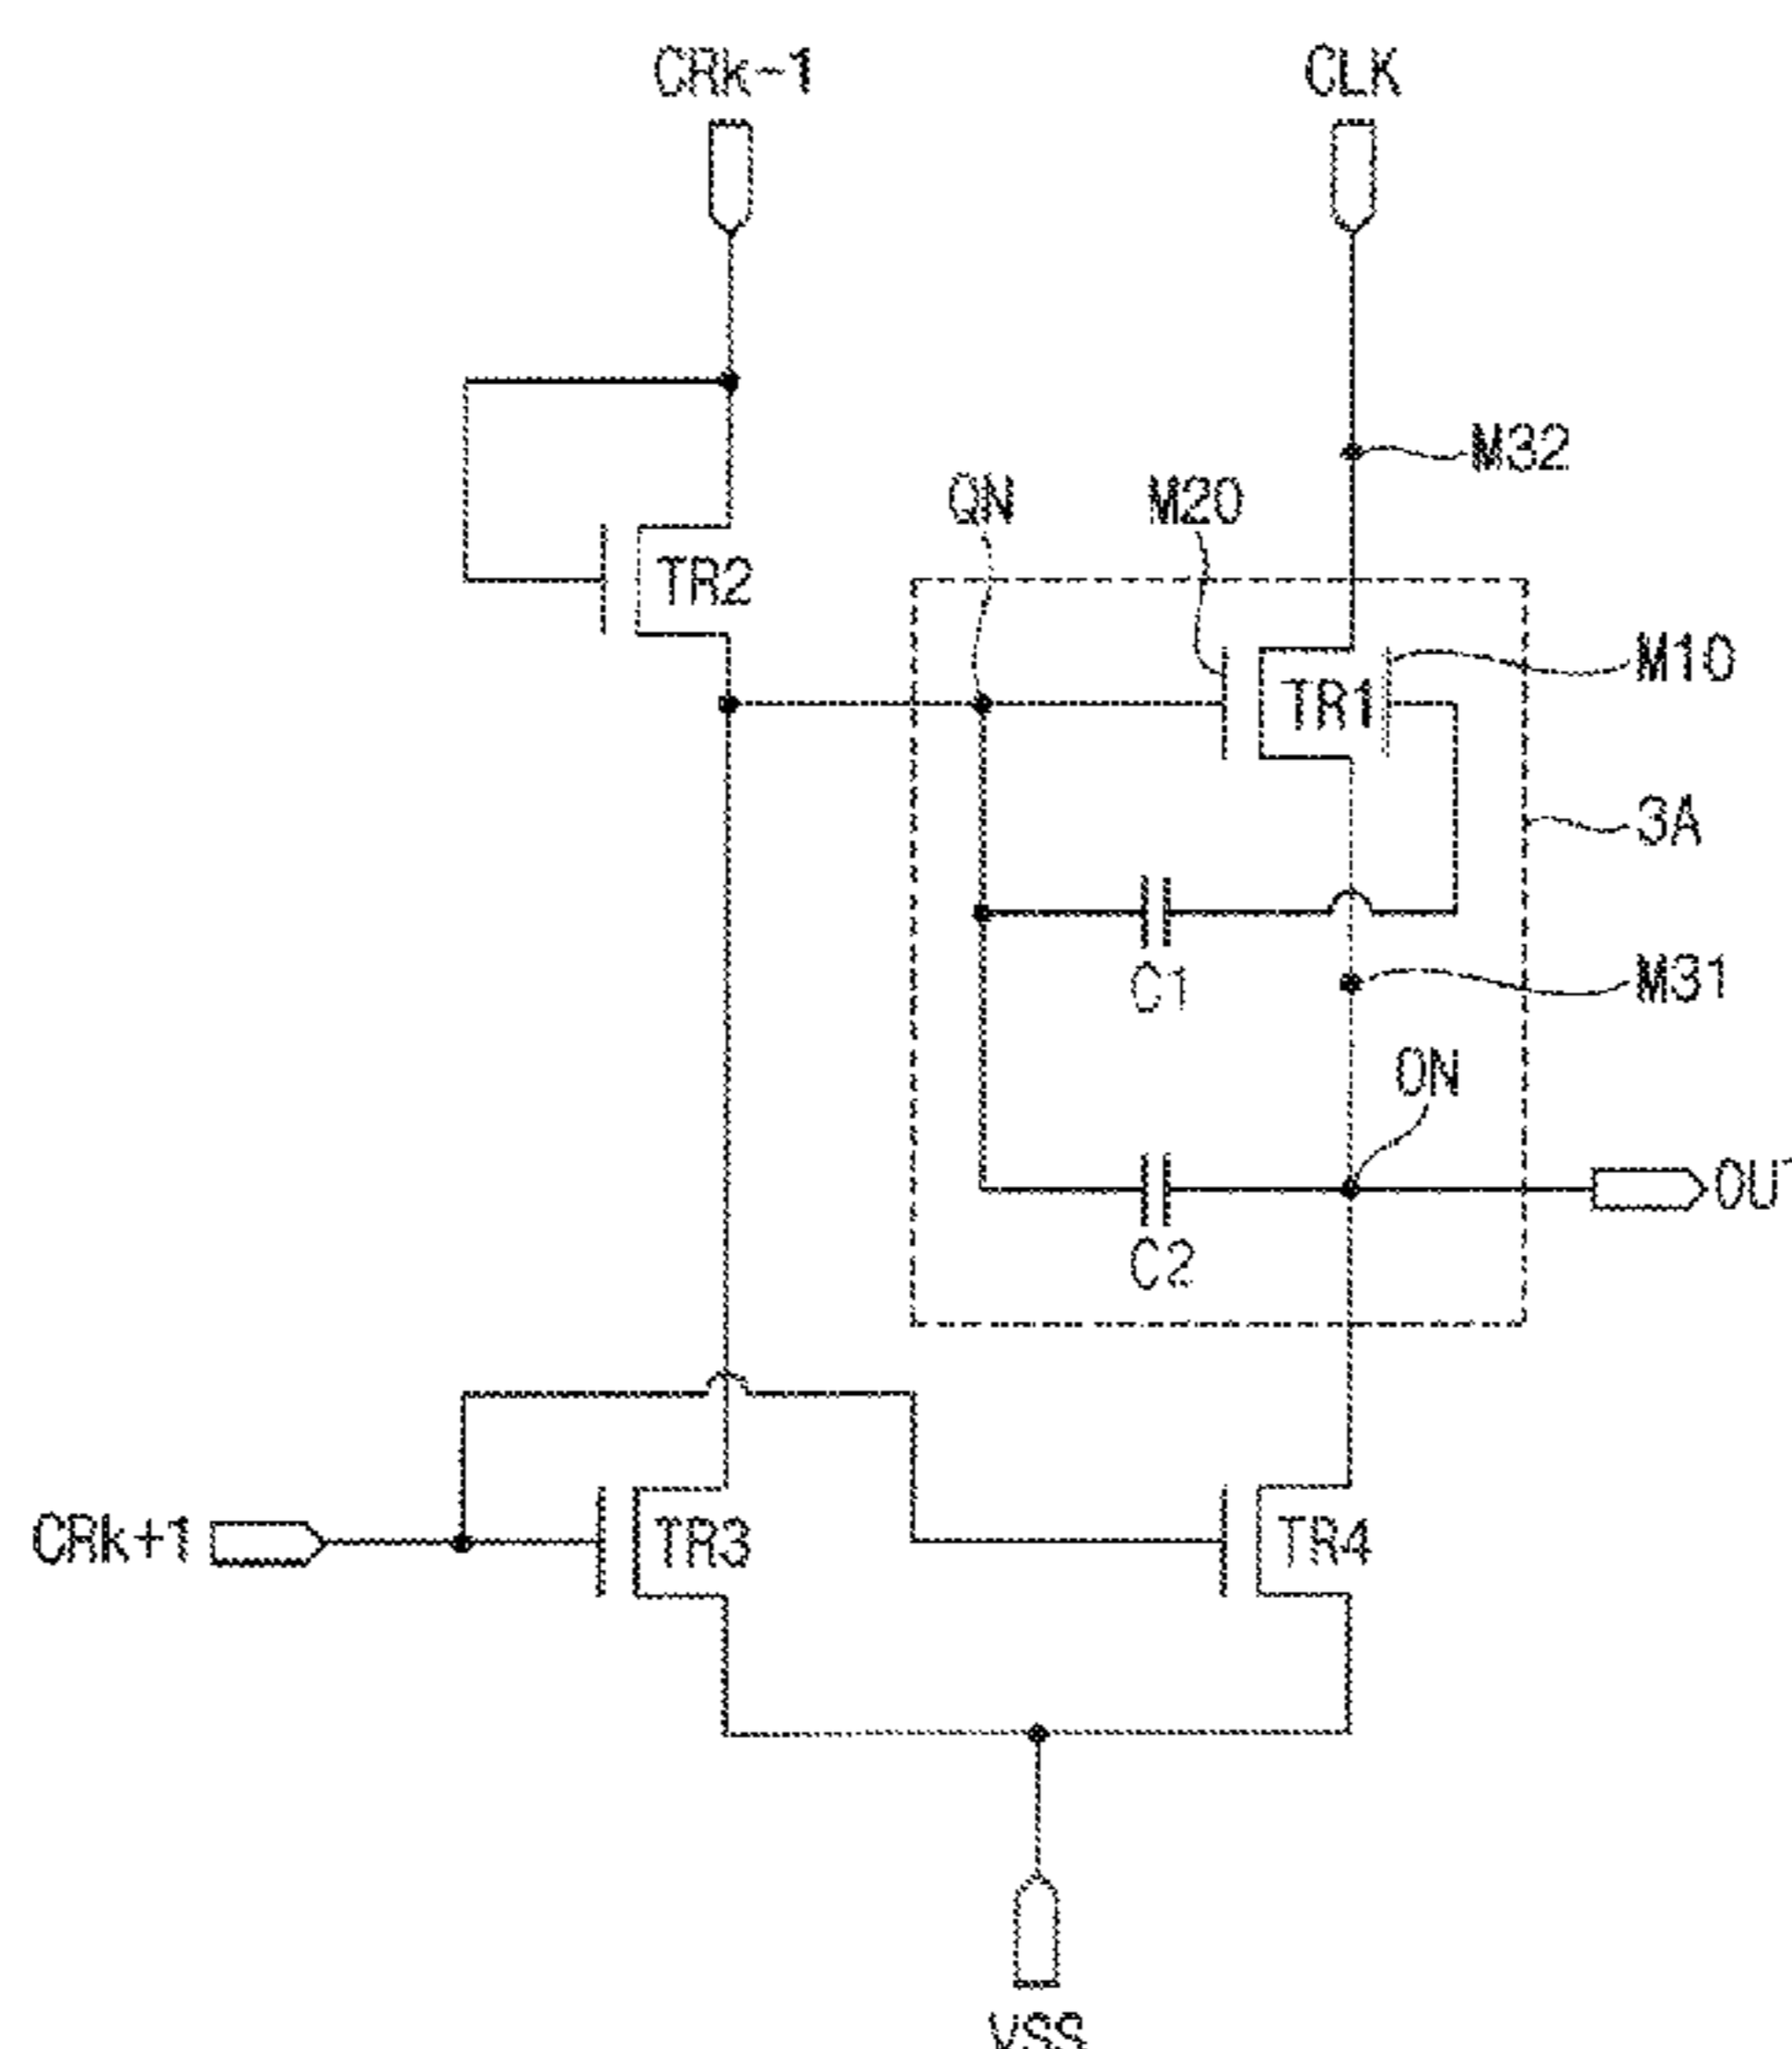 CRk-1
CLK
M32
QN
M20
TR2
M10
TR1
3A
C1
M31
ON
OUT
C2
CRk+1
TR3
TR4
VSS